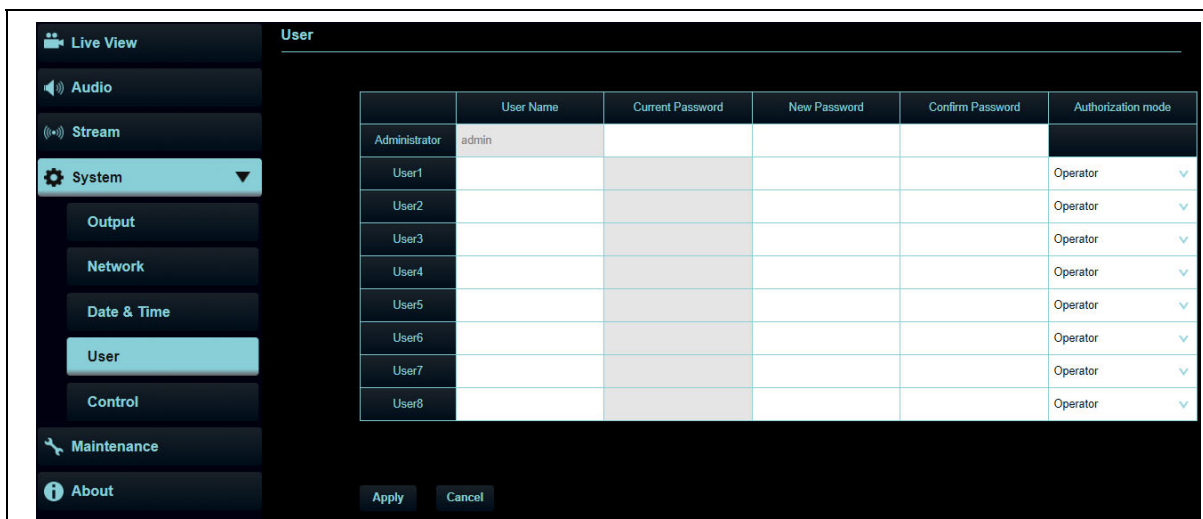 Live View
Audio
Stream
System
Output
Network
Date & Time
User
Control
Maintenance
About
User
User Name Current Password New Password Confirm Password Authorization mode
Administrator admin
User1 Operator
User2 Operator
User3 Operator
User4 Operator
User5 Operator
User6 Operator
User7 Operator
User8 Operator
Apply Cancel